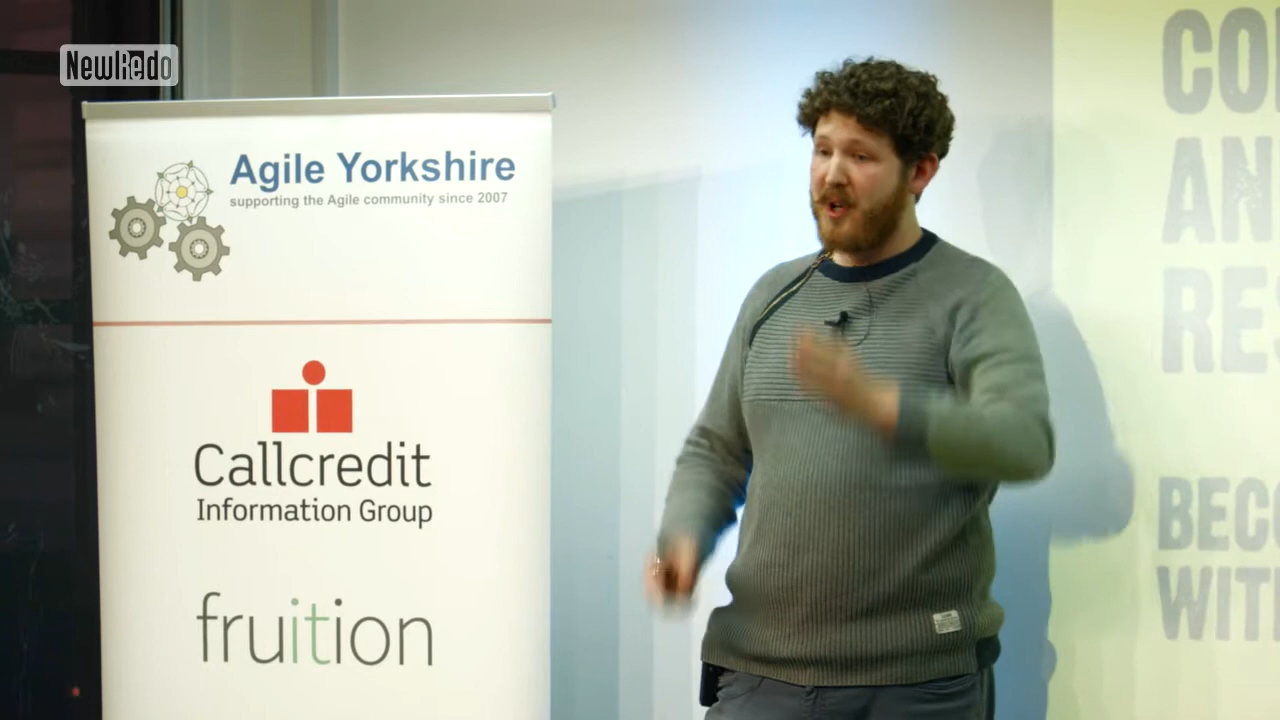 NewRedo
Agile Yorkshire
supporting the Agile community since 2007
Callcredit
Information Group
fruition